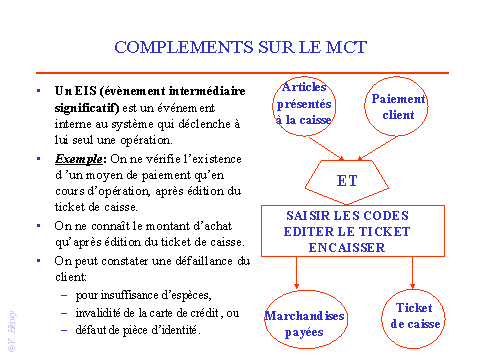 COMPLEMENTS SUR LE MCT
• Un EIS (évènement intermédiaire
significatif) est un événement
interne au système qui déclenche à
lui seul une opération.
• Exemple: On ne vérifie l'existence
d 'un moyen de paiement qu'en
cours d'opération, après édition du
ticket de caisse.
• On ne connaît le montant d'achat
qu'après édition du ticket de caisse.
• On peut constater une défaillance du
client:
– pour insuffisance d'espèces,
– invalidité de la carte de crédit , ou
– défaut de pièce d'identité.
Articles
présentés
à la caisse
Paiement
client
ET
SAISIR LES CODES
EDITER LE TICKET
ENCAISSER
Marchandises
payées
Ticket
de caisse